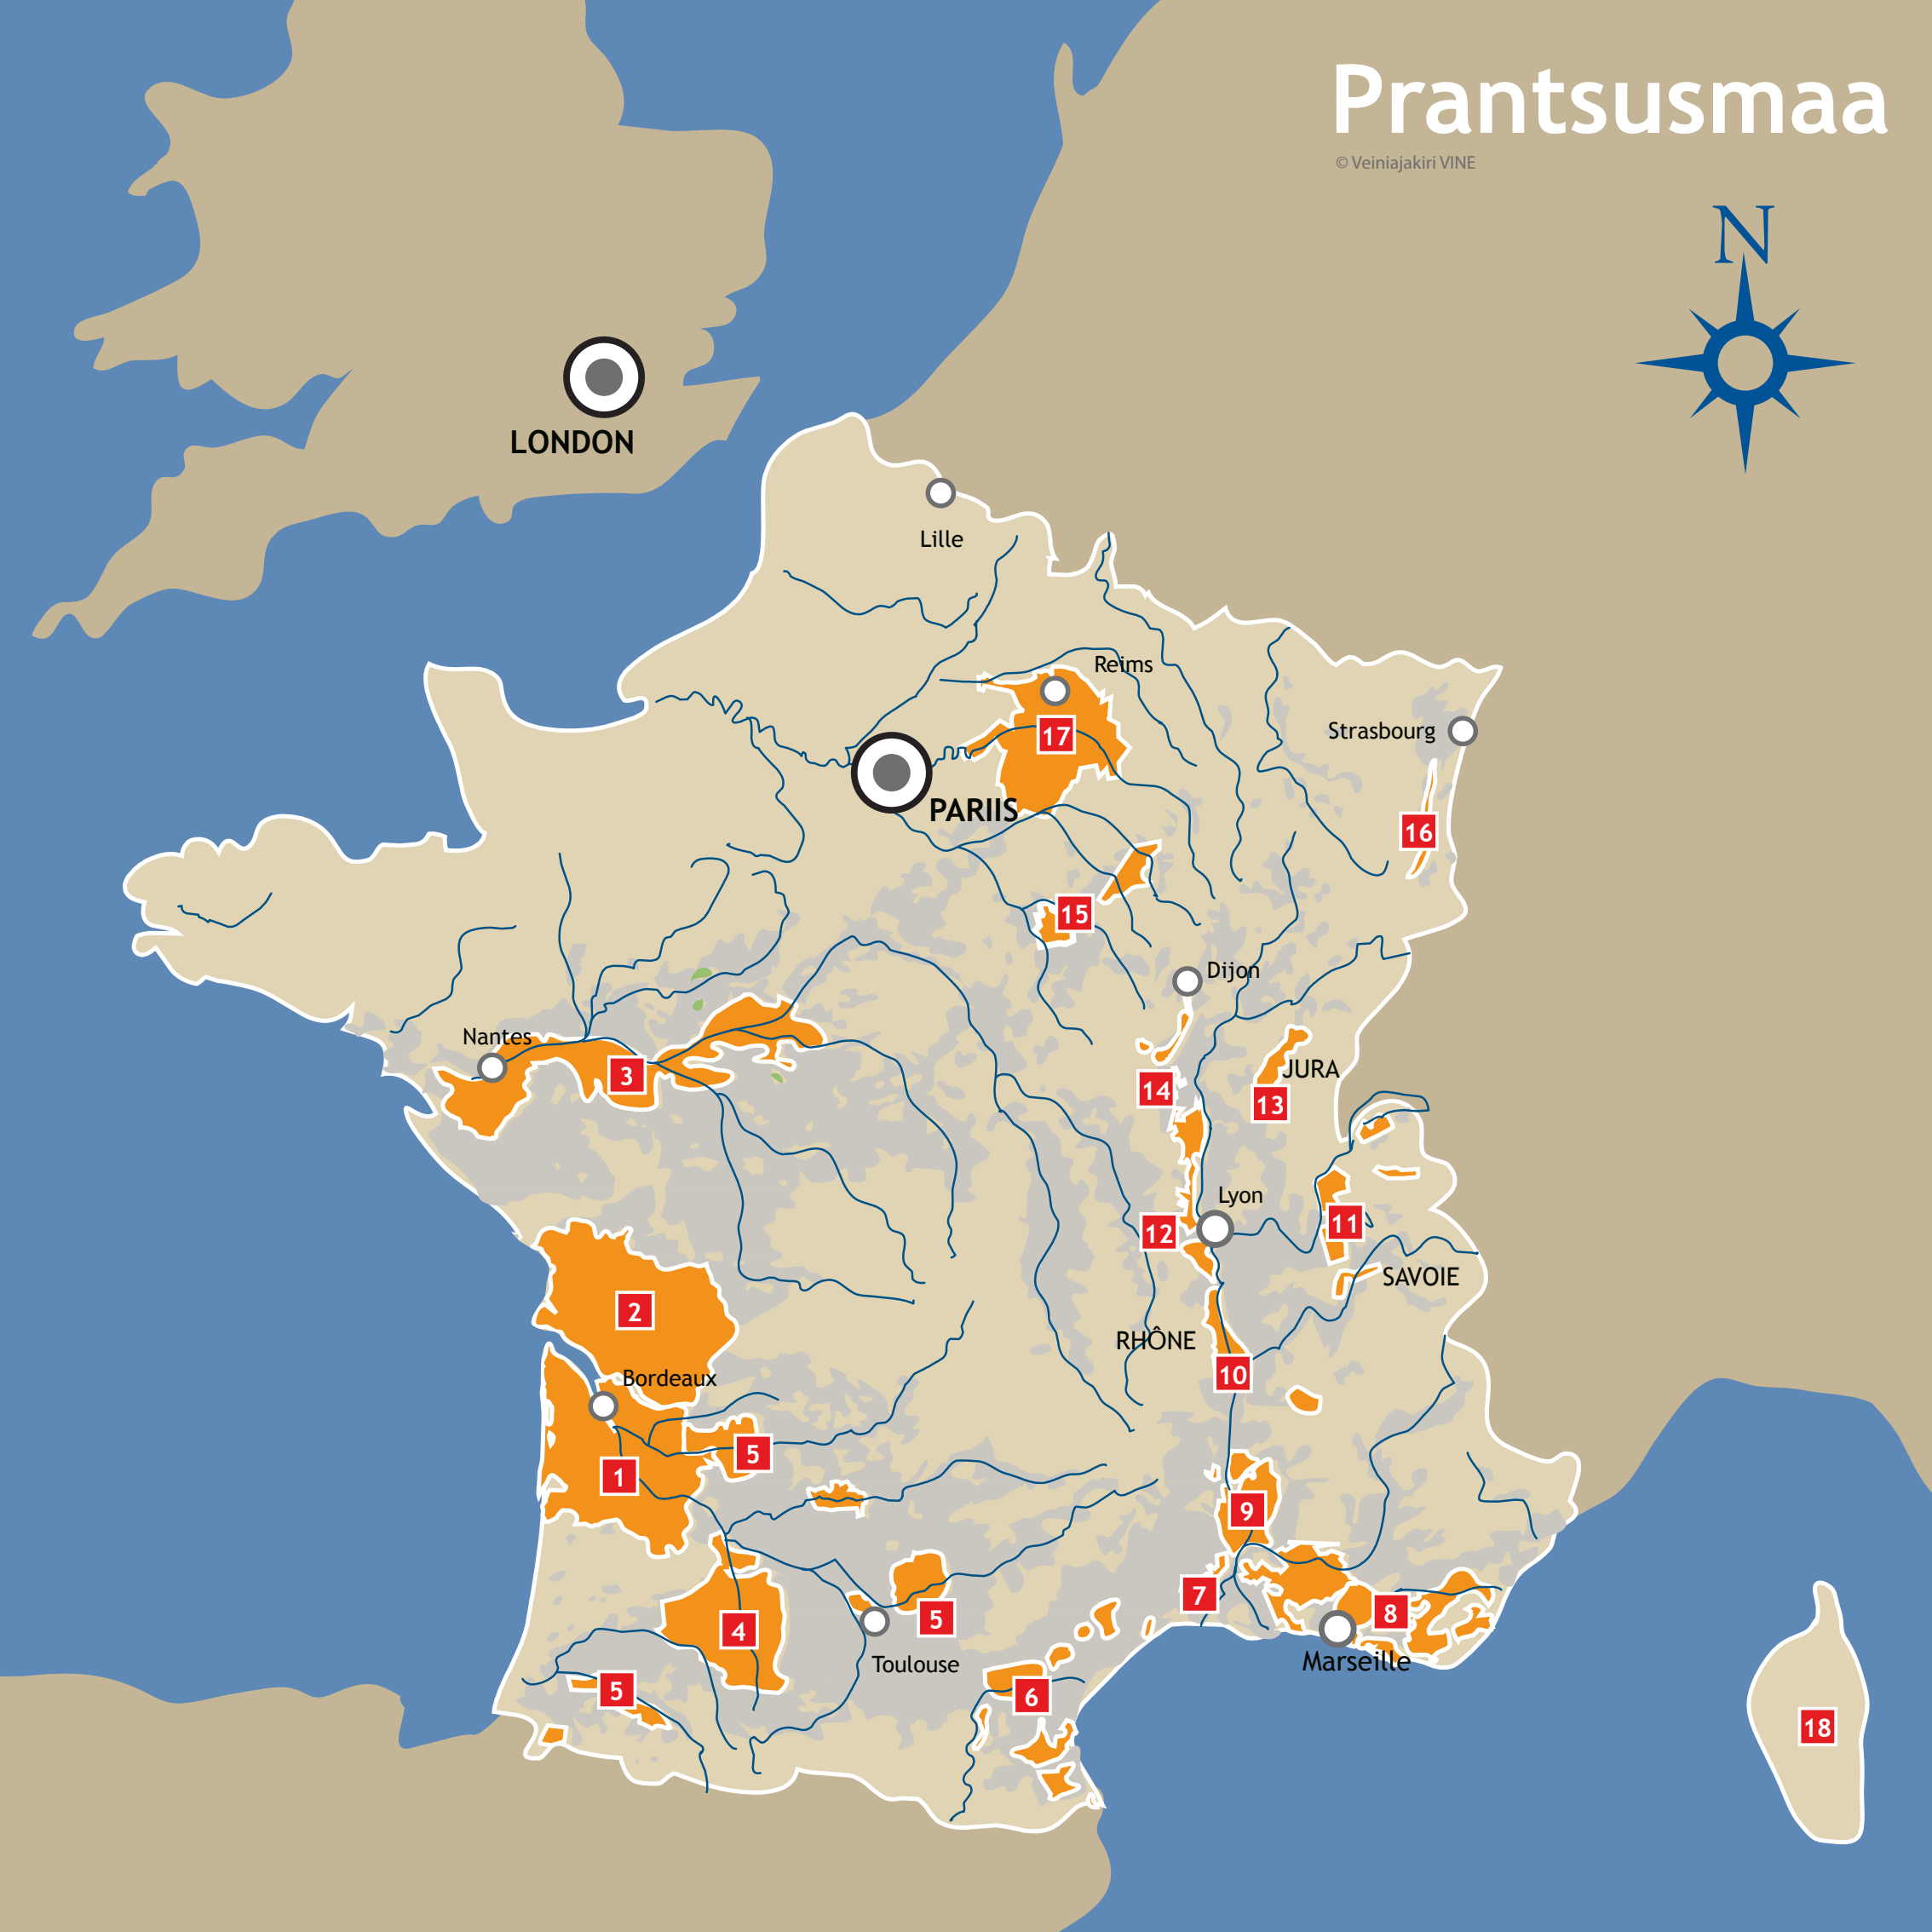 Prantsusmaa
© Veiniajakiri VINE
N
LONDON
Lille
Reims
17
Strasbourg
PARIIS
16
15
Dijon
Nantes
3
JURA
14
13
Lyon
12
11
SAVOIE
2
RHÔNE
10
Bordeaux
5
1
9
7
8
5
4
Marseille
Toulouse
5
6
18